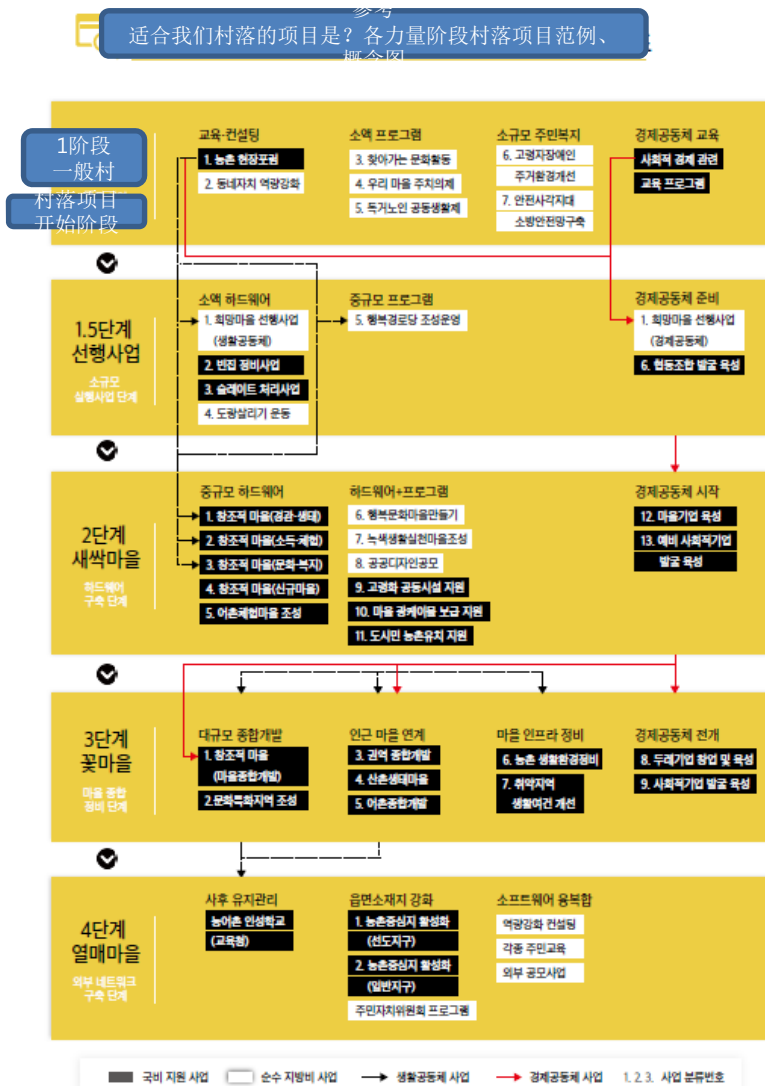 参考
适合我们村落的项目是？各力量阶段村落项目范例、
概念图
1阶段
一般村
村落项目
开始阶段
교육·컨설팅
1. 농촌 현장포럼
2. 동네자치 역량강화
소액 프로그램
3. 찾아가는 문화활동
4. 우리 마을 주치의제
5. 독거노인 공동생활제
소규모 주민복지
6. 고령자장애인
주거환경개선
7. 안전사각지대
소방안전망구축
경제공동체 교육
사회적 경제 관련
교육 프로그램
1.5단계
선행사업
소규모
실행사업 단계
소액 하드웨어
1. 희망마을 선행사업
(생활공동체)
2. 빈집 정비사업
3. 슬레이트 처리사업
4. 도랑살리기 운동
중규모 프로그램
5. 행복경로당 조성운영
경제공동체 준비
1. 희망마을 선행사업
(경제공동체)
6. 협동조합 발굴 육성
2단계
새싹마을
하드웨어
구축 단계
중규모 하드웨어
1. 창조적 마을(경관·생태)
2. 창조적 마을(소득·체험)
3. 창조적 마을(문화·복지)
4. 창조적 마을(신규마을)
5. 어촌체험마을 조성
하드웨어+프로그램
6. 행복문화마을만들기
7. 녹색생활실천마을조성
8. 공공디자인공모
9. 고령화 공동시설 지원
10. 마을 광케이블 보급 지원
11. 도시민 농촌유치 지원
경제공동체 시작
12. 마을기업 육성
13. 예비 사회적기업
발굴 육성
3단계
꽃마을
마을 종합
정비 단계
대규모 종합개발
1. 창조적 마을
(마을종합개발)
2.문화특화지역 조성
인근 마을 연계
3. 권역 종합개발
4. 산촌생태마을
5. 어촌종합개발
마을 인프라 정비
6. 농촌 생활환경정비
7. 취약지역
생활여건 개선
경제공동체 전개
8. 두레기업 창업 및 육성
9. 사회적기업 발굴 육성
4단계
열매마을
외부 네트워크
구축 단계
사후 유지관리
농어촌 인성학교
(교육청)
읍면소재지 강화
1. 농촌중심지 활성화
(선도지구)
2. 농촌중심지 활성화
(일반지구)
주민자치위원회 프로그램
소프트웨어 융복합
역량강화 컨설팅
각종 주민교육
외부 공모사업
국비 지원 사업 순수 지방비 사업 생활공동체 사업 경제공동체 사업 1. 2. 3. 사업 분류번호